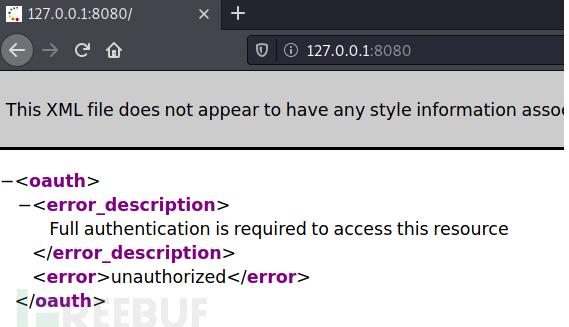 127.0.0.1:8080/
127.0.0.1:8080
This XML file does not appear to have any style information asso
−<oauth>
−<error_description>
Full authentication is required to access this resource
</error_description>
<error>unauthorized</error>
</oauth>
FREEBUF